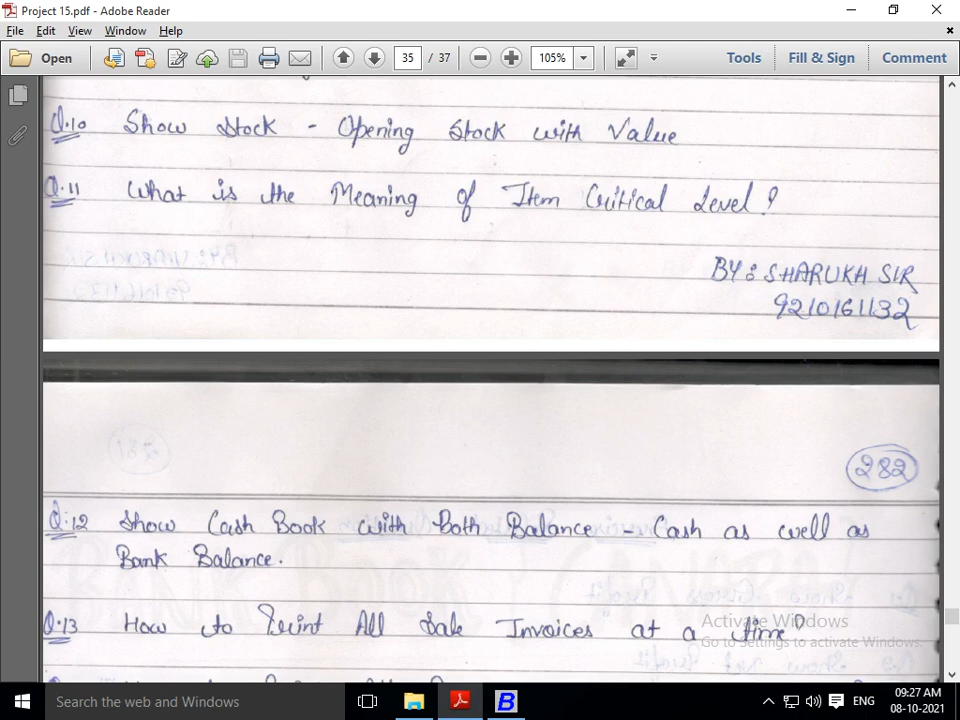 Project 15.pdf - Adobe Reader
File Edit View Window Help
Open 35 / 37 105% Tools Fill & Sign Comment
Q.10 Show Stock - Opening Stock with Value
Q.11 What is the Meaning of Item Critical Level?
BY: SHARUKH SIR
9210161132
282
Q.12 Show Cash Book with Both Balance - Cash as well as
Bank Balance.
Q.13 How to Print All Sale Invoices at a time?
Activate Windows
Go to Settings to activate Windows.
Search the web and Windows
ENG
09:27 AM
08-10-2021